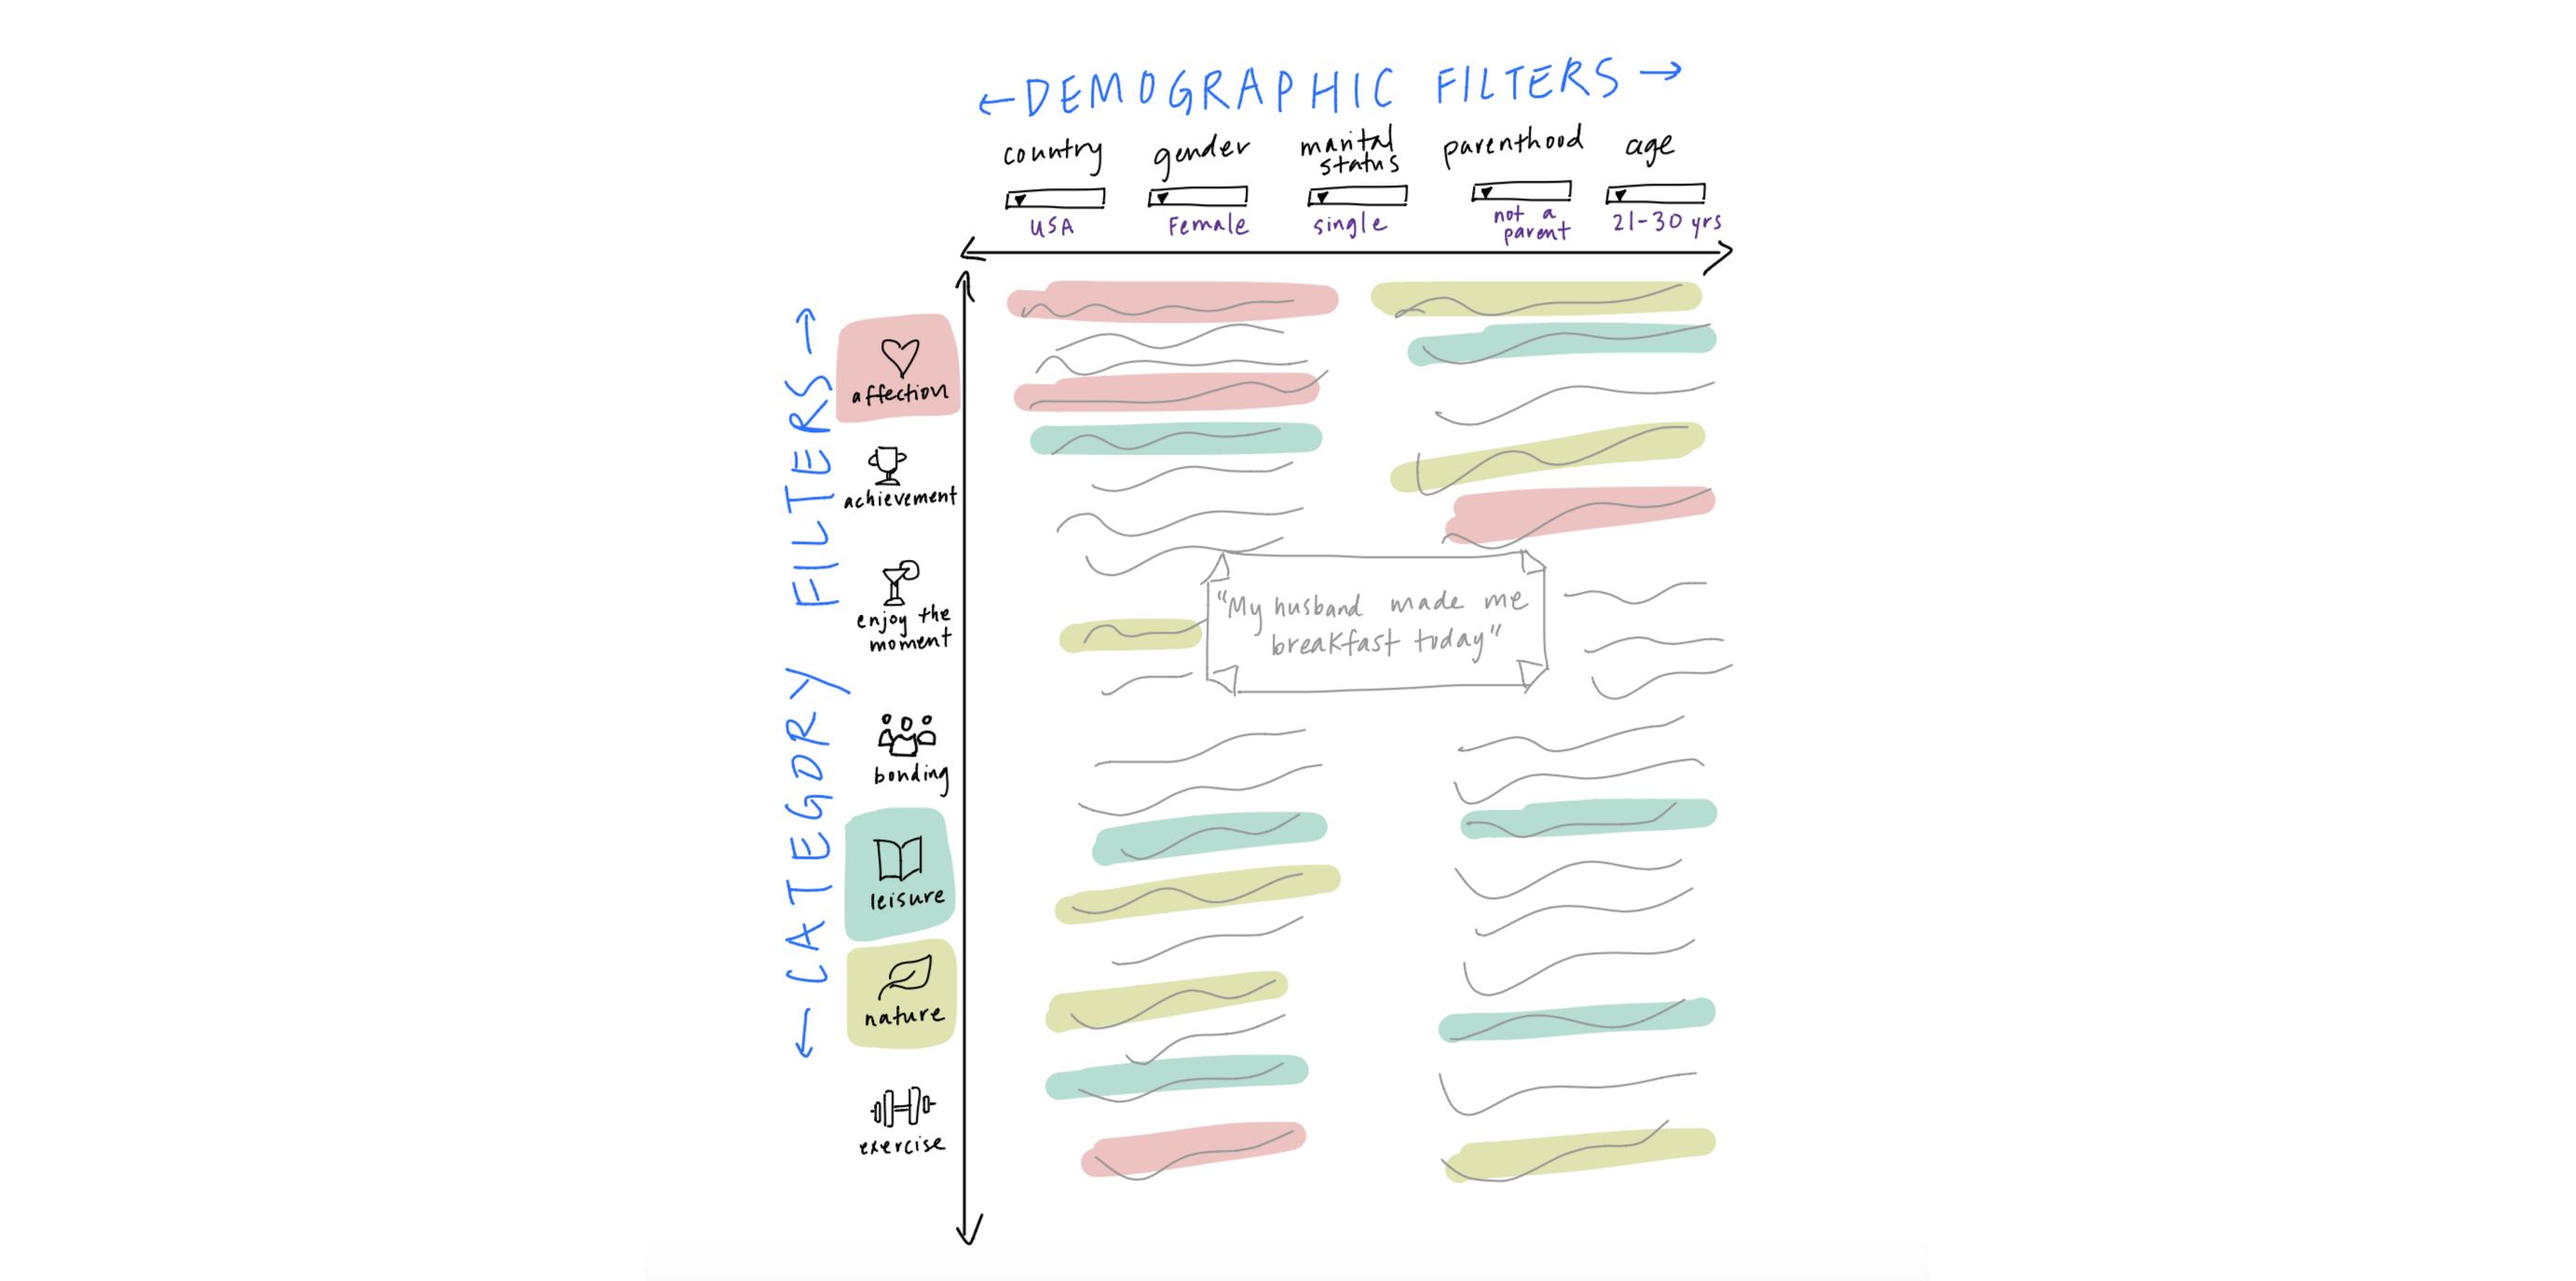 ←DEMOGRAPHIC FILTERS→
country gender marital status parenthood age
USA Female single not a parent 21-30 yrs
← CATEGORY FILTERS →
affection
achievement
enjoy the
moment
bonding
leisure
nature
exercise
"My husband made me
breakfast today"